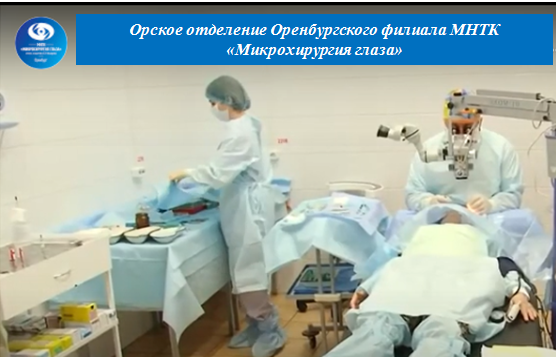 Орское отделение Оренбургского филиала МНТК
«Микрохирургия глаза»